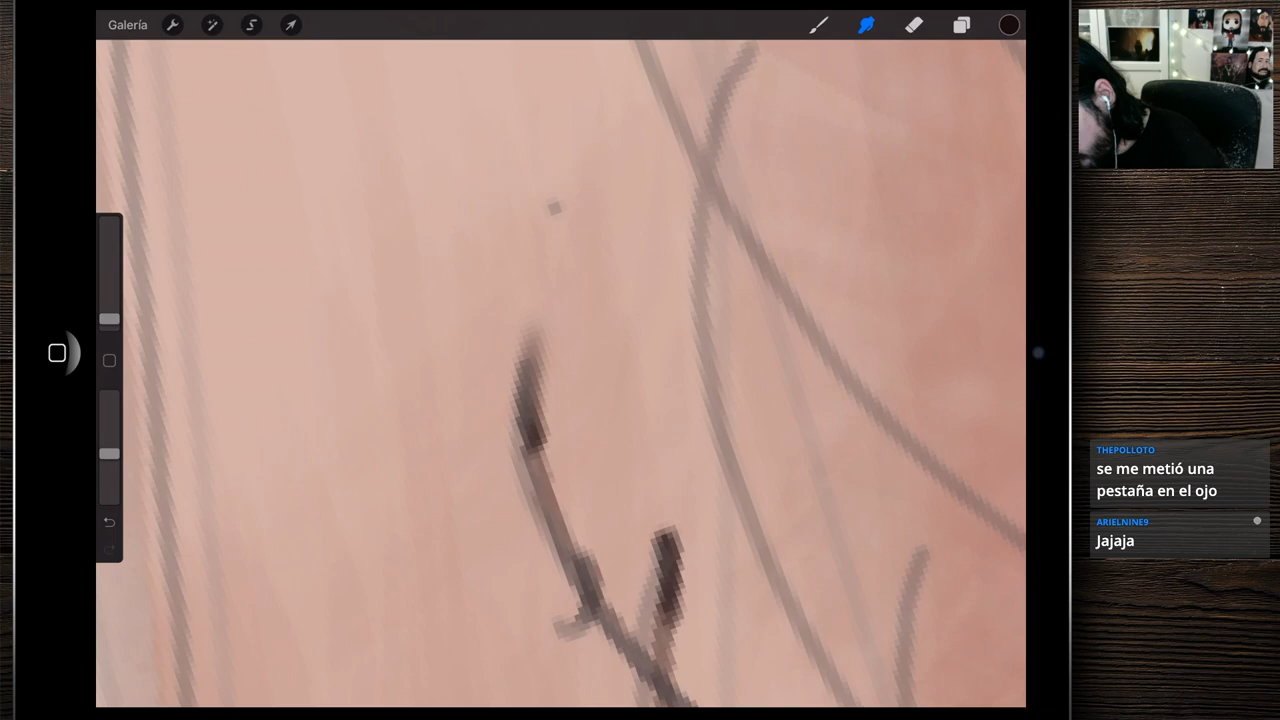 Galería
THEPOLLOTO
se me metió una
pestaña en el ojo
ARIELNINE9
Jajaja